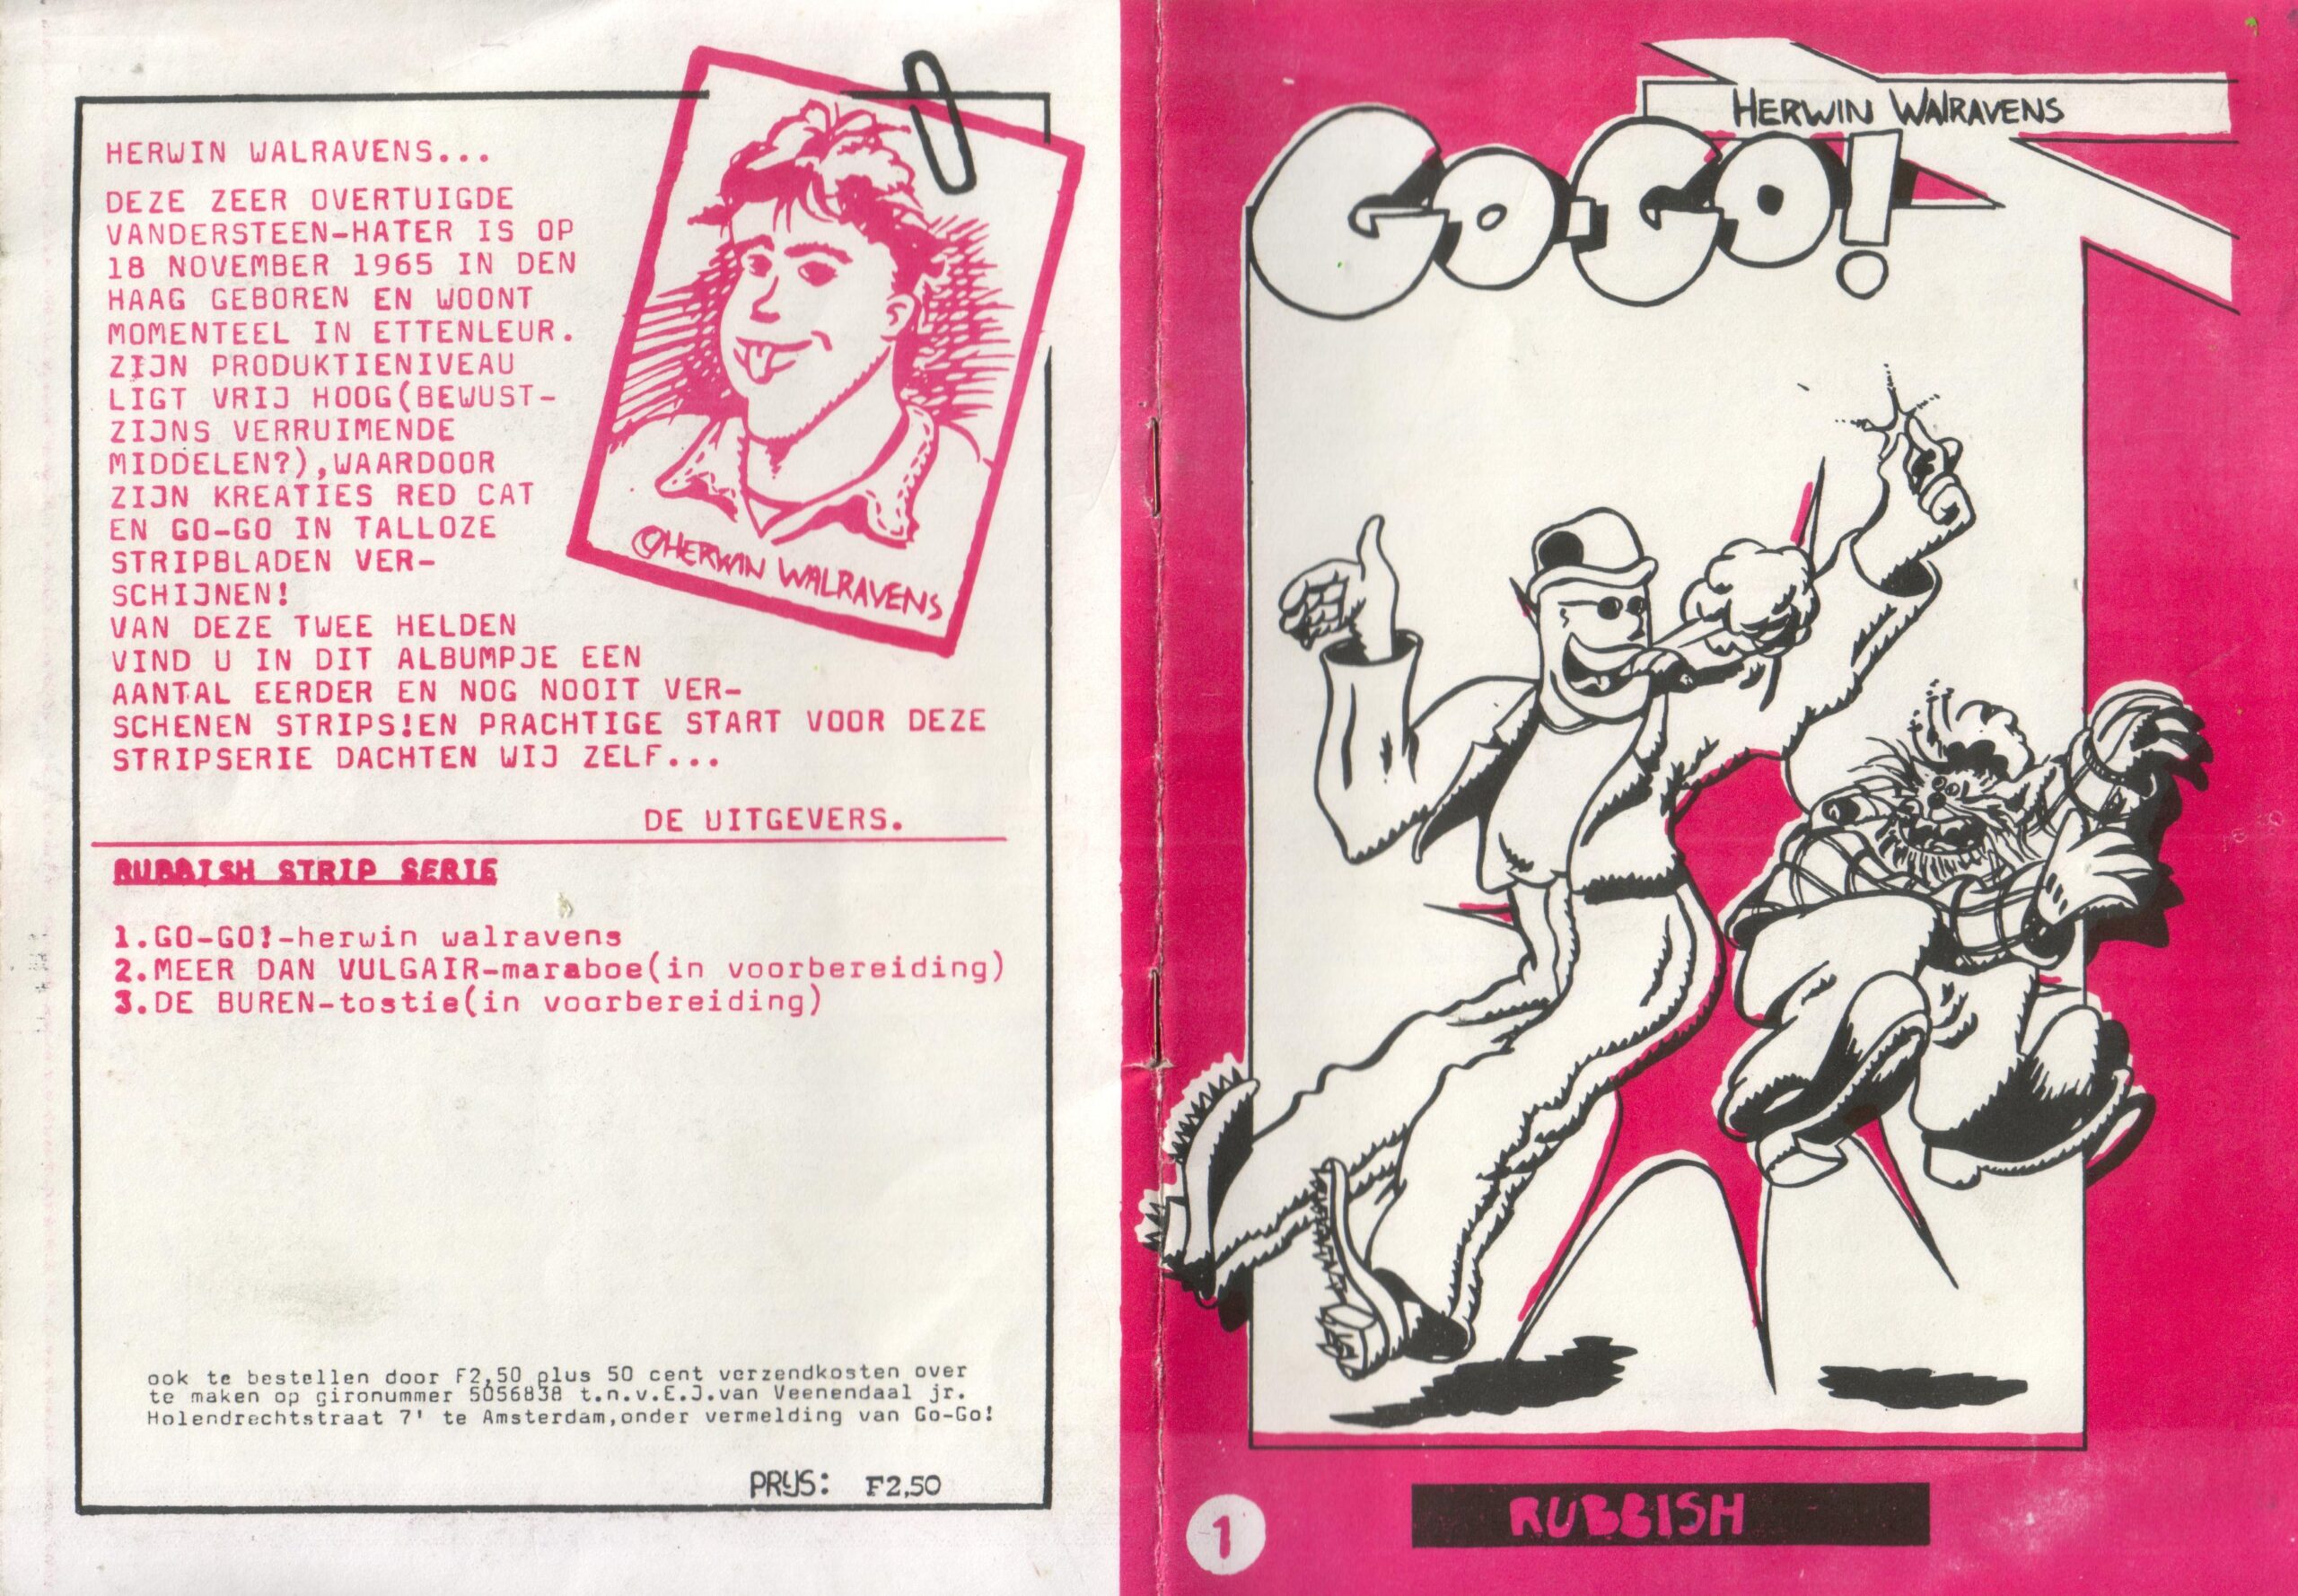 HERWIN WALRAVENS...
DEZE ZEER OVERTUIGDE
VANDERSTEEN-HATER IS OP
18 NOVEMBER 1965 IN DEN
HAAG GEBOREN EN WOONT
MOMENTEEL IN ETTENLEUR.
ZIJN PRODUKTIENIVEAU
LIGT VRIJ HOOG(BEWUST-
ZIJNS VERRUIMENDE
MIDDELEN?),WAARDOOR
ZIJN KREATIES RED CAT
EN GO-GO IN TALLOZE
STRIPBLADEN VER-
SCHIJNEN!
VAN DEZE TWEE HELDEN
VIND U IN DIT ALBUMPJE EEN
AANTAL EERDER EN NOG NOOIT VER-
SCHENEN STRIPS!EN PRACHTIGE START VOOR DEZE
STRIPSERIE DACHTEN WIJ ZELF...
DE UITGEVERS.
©HERWIN WALRAVENS
RUBBISH STRIP SERIE
1.GO-GO!-herwin walravens
2.MEER DAN VULGAIR-maraboe(in voorbereiding)
3.DE BUREN-tostie(in voorbereiding)
ook te bestellen door F2,50 plus 50 cent verzendkosten over
te maken op gironummer 5056838 t.n.v.E.J.van Veenendaal jr.
Holendrechtstraat 7' te Amsterdam,onder vermelding van Go-Go!
PRIJS: F2,50
HERWIN WALRAVENS
GO-GO!
1
RUBBISH